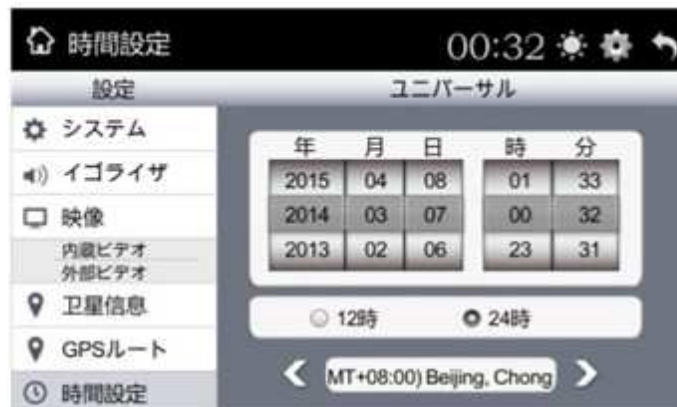 時間設定 00:32
設定 ユニバーサル
システム
イゴライザ
映像
内蔵ビデオ
外部ビデオ
卫星信息
GPSルート
時間設定
年 月 日 時 分
2015 04 08 01 33
2014 03 07 00 32
2013 02 06 23 31
12時 24時
MT+08:00) Beijing, Chong